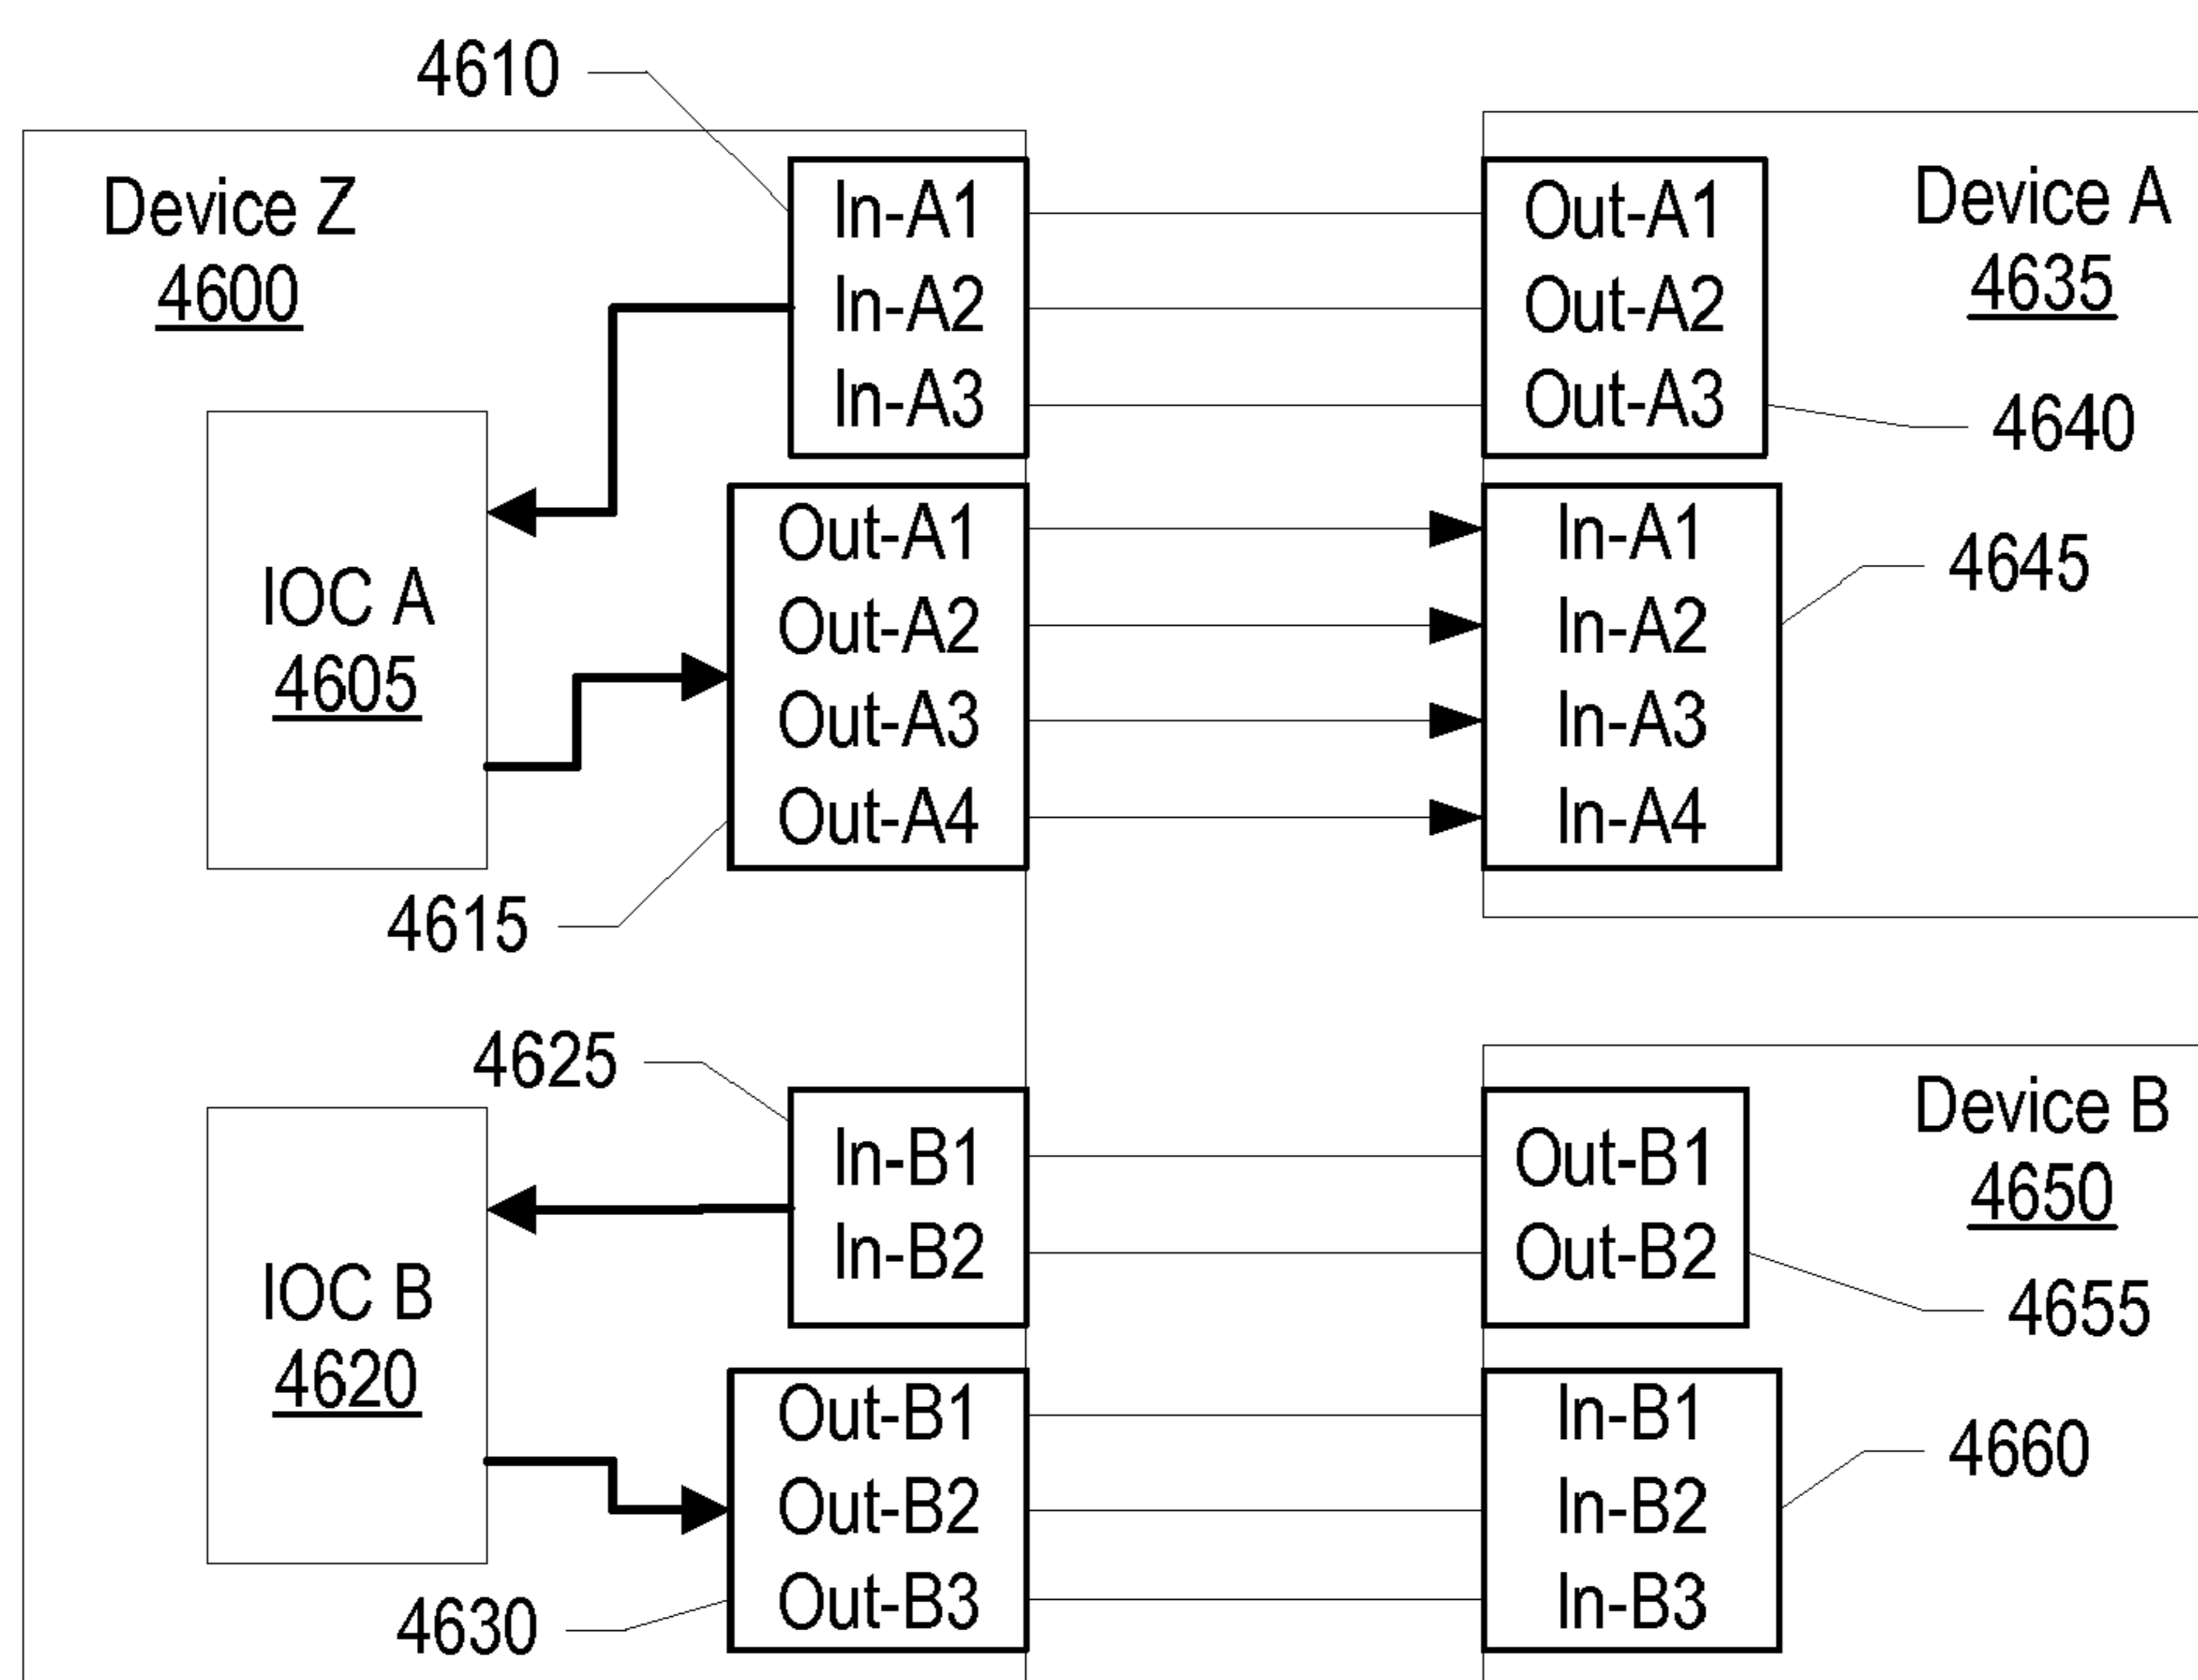 4610
Device Z
4600
In-A1
In-A2
In-A3
Out-A1
Out-A2
Out-A3
Device A
4635
4640
IOC A
4605
Out-A1
Out-A2
Out-A3
Out-A4
In-A1
In-A2
In-A3
In-A4
4645
4615
4625
In-B1
In-B2
Out-B1
Out-B2
Device B
4650
4655
IOC B
4620
Out-B1
Out-B2
Out-B3
In-B1
In-B2
In-B3
4660
4630